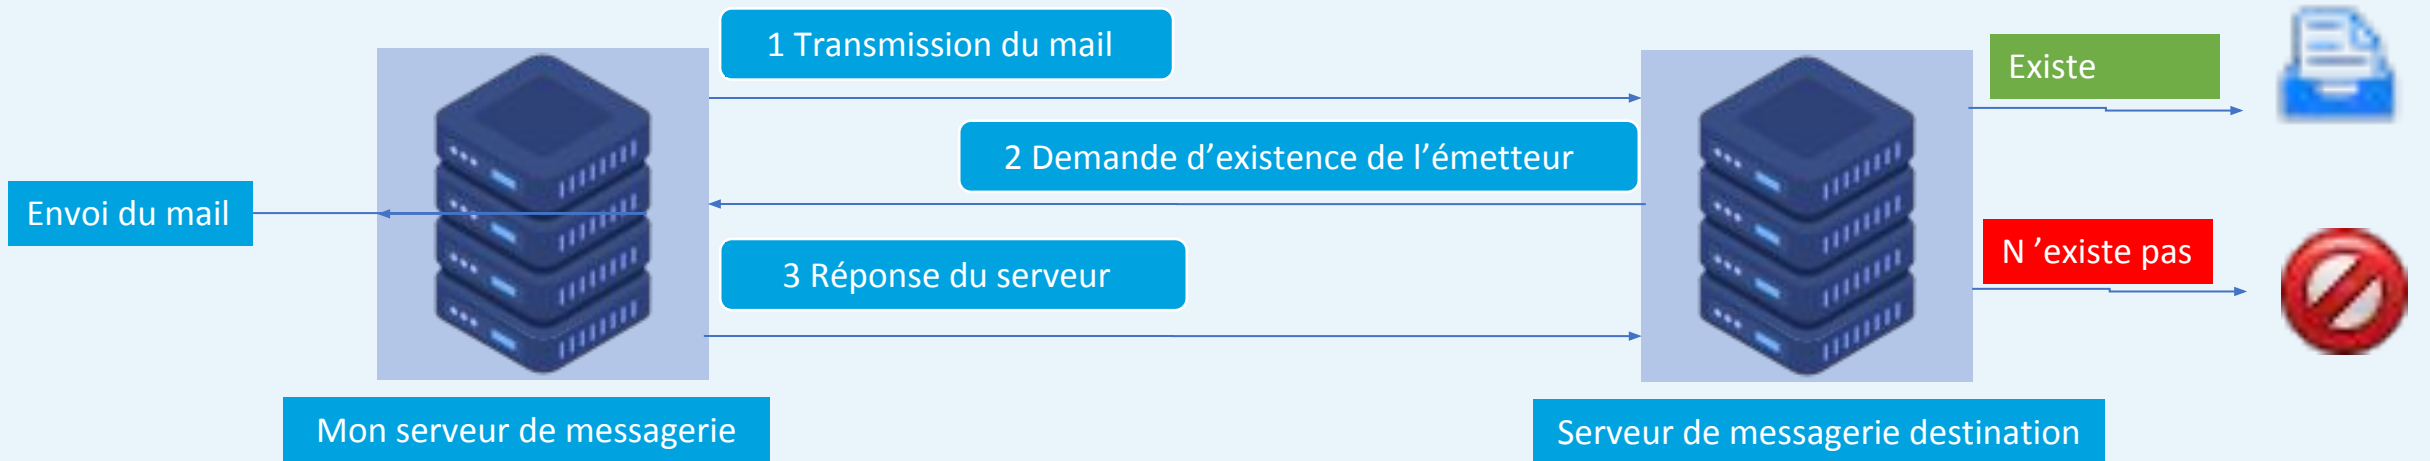 1 Transmission du mail
Existe
2 Demande d’existence de l’émetteur
Envoi du mail
N ’existe pas
3 Réponse du serveur
Mon serveur de messagerie
Serveur de messagerie destination